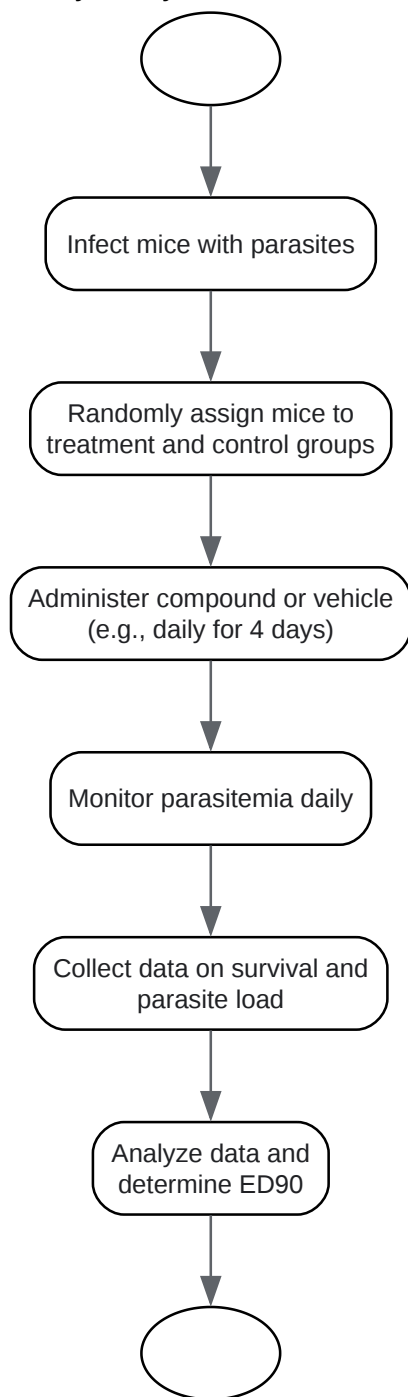 Infect mice with parasites
Randomly assign mice to
treatment and control groups
Administer compound or vehicle
(e.g., daily for 4 days)
Monitor parasitemia daily
Collect data on survival and
parasite load
Analyze data and
determine ED90